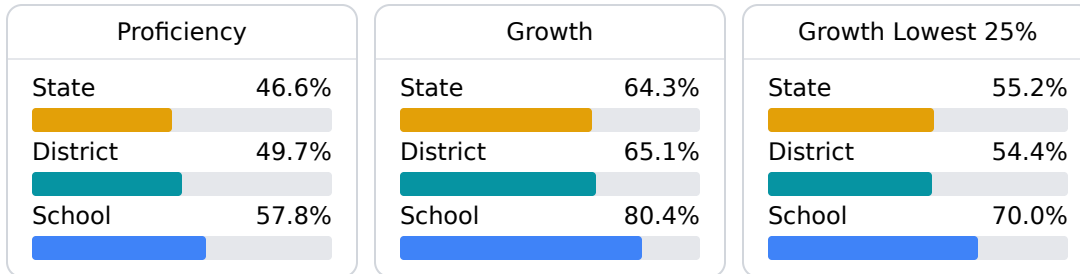 Proficiency
State 46.6%
District 49.7%
School 57.8%
Growth
State 64.3%
District 65.1%
School 80.4%
Growth Lowest 25%
State 55.2%
District 54.4%
School 70.0%